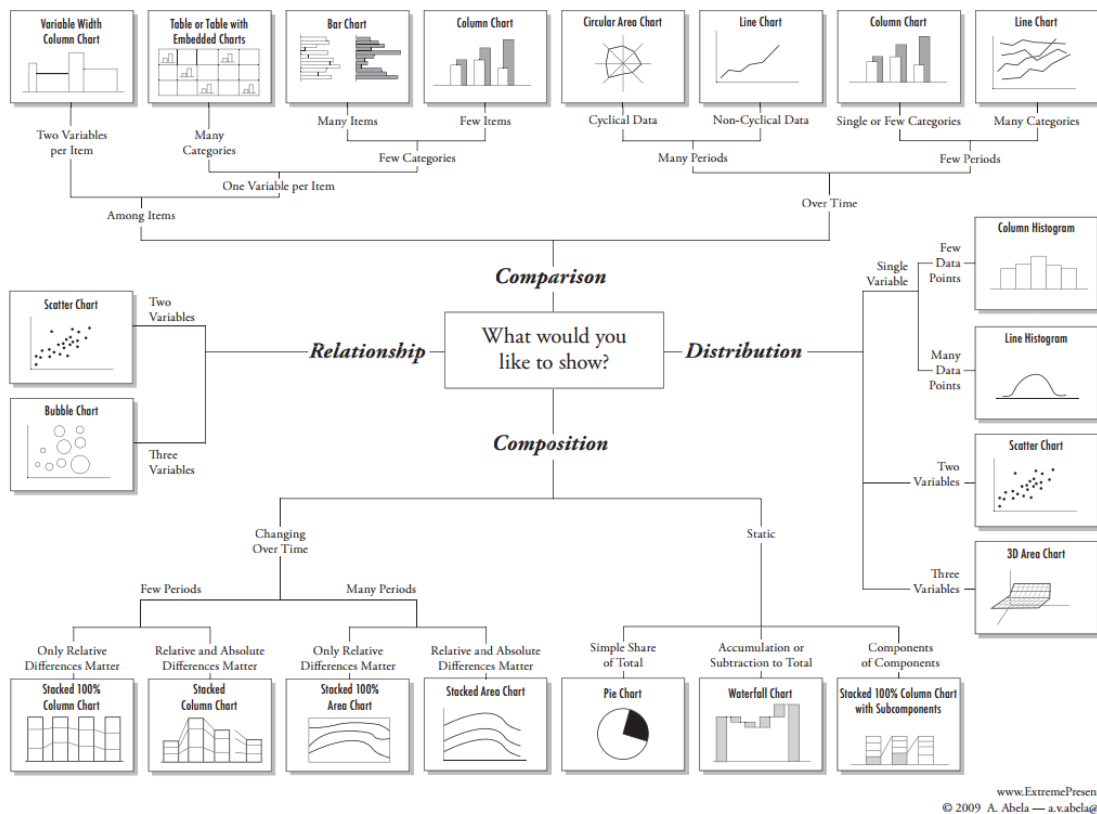 Variable Width
Column Chart
Table or Table with
Embedded Charts
Bar Chart
Column Chart
Circular Area Chart
Line Chart
Column Chart
Line Chart
Two Variables
per Item
Many
Categories
Many Items
Few Items
Cyclical Data
Non-Cyclical Data
Single or Few Categories
Many Categories
Few Categories
Many Periods
Few Periods
One Variable per Item
Over Time
Among Items
Comparison
What would you
like to show?
Relationship
Two
Variables
Scatter Chart
Three
Variables
Bubble Chart
Distribution
Single
Variable
Few
Data
Points
Column Histogram
Many
Data
Points
Line Histogram
Two
Variables
Scatter Chart
Three
Variables
3D Area Chart
Composition
Changing
Over Time
Static
Few Periods
Many Periods
Only Relative
Differences Matter
Relative and Absolute
Differences Matter
Only Relative
Differences Matter
Relative and Absolute
Differences Matter
Simple Share
of Total
Accumulation or
Subtraction to Total
Components
of Components
Stacked 100%
Column Chart
Stacked
Column Chart
Stacked 100%
Area Chart
Stacked Area Chart
Pie Chart
Waterfall Chart
Stacked 100% Column Chart
with Subcomponents
www.ExtremePresen
© 2009 A. Abela — a.v.abela@